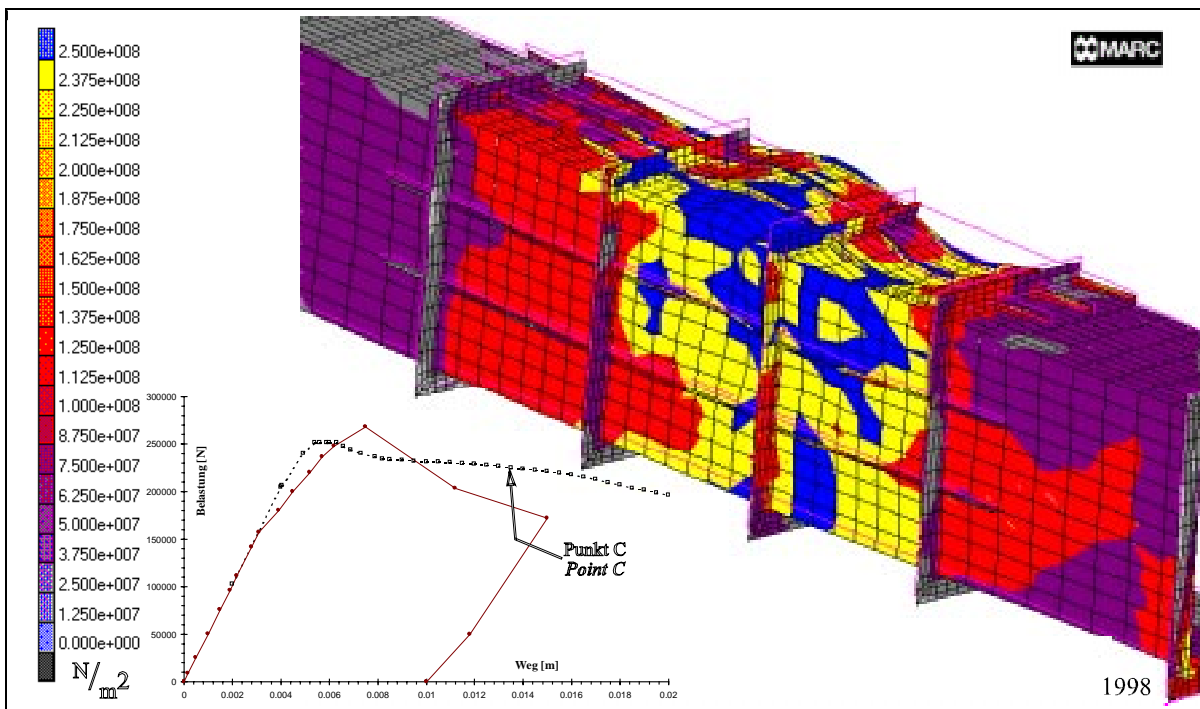 MARC
2.500e+008
2.375e+008
2.250e+008
2.125e+008
2.000e+008
1.875e+008
1.750e+008
1.625e+008
1.500e+008
1.375e+008
1.250e+008
1.125e+008
1.000e+008
8.750e+007
7.500e+007
6.250e+007
5.000e+007
3.750e+007
2.500e+007
1.250e+007
0.000e+000
N/m2
300000
250000
200000
150000
100000
50000
0
Belastung [N]
Punkt C
Point C
Weg [m]
0 0.002 0.004 0.006 0.008 0.01 0.012 0.014 0.016 0.018 0.02
1998